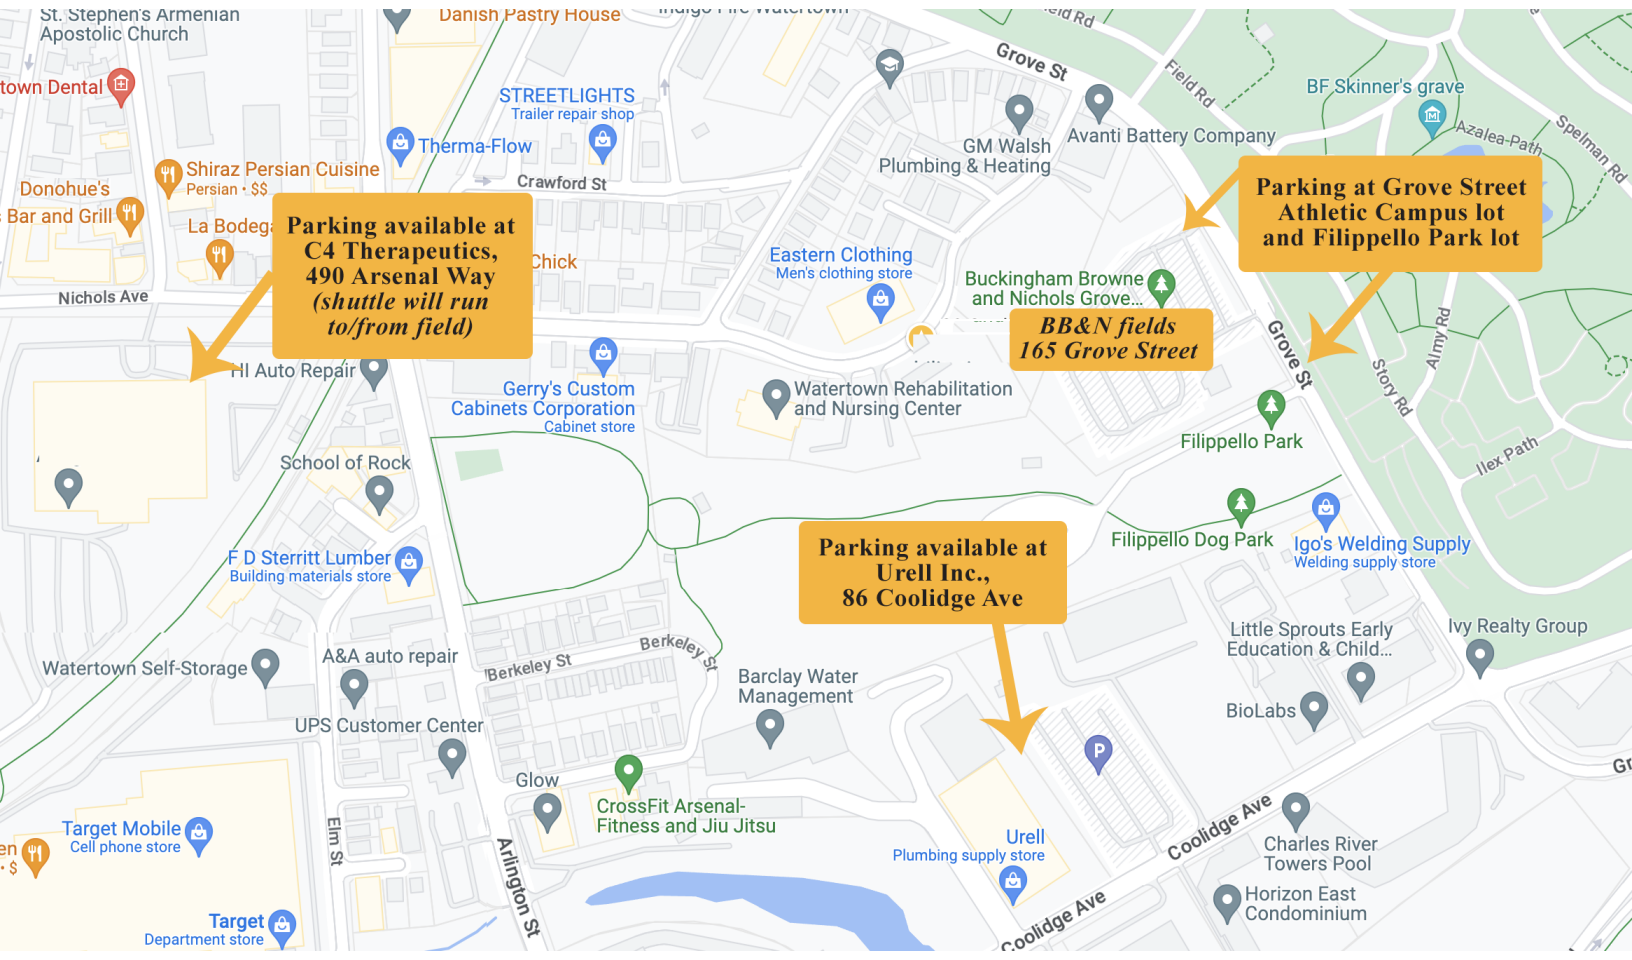 St. Stephen's Armenian
Apostolic Church
Danish Pastry House
Indigo Fire Watertown
Field Rd
Grove St
town Dental
STREETLIGHTS
Trailer repair shop
Therma-Flow
Field Rd
BF Skinner's grave
Azalea-Path
Spelman Rd
Avanti Battery Company
GM Walsh
Plumbing & Heating
Shiraz Persian Cuisine
Persian • $$
Crawford St
Donohue's
Bar and Grill
La Bodega
Chick
Parking available at
C4 Therapeutics,
490 Arsenal Way
(shuttle will run
to/from field)
Parking at Grove Street
Athletic Campus lot
and Filippello Park lot
Eastern Clothing
Men's clothing store
Buckingham Browne
and Nichols Grove...
BB&N fields
165 Grove Street
Nichols Ave
Grove St
Almy Rd
Story Rd
HI Auto Repair
Gerry's Custom
Cabinets Corporation
Cabinet store
Watertown Rehabilitation
and Nursing Center
Filippello Park
Ilex Path
School of Rock
Filippello Dog Park
Igo's Welding Supply
Welding supply store
F D Sterritt Lumber
Building materials store
Parking available at
Urell Inc.,
86 Coolidge Ave
Little Sprouts Early
Education & Child...
Ivy Realty Group
Watertown Self-Storage
A&A auto repair
Berkeley St
Berkeley St
Barclay Water
Management
BioLabs
UPS Customer Center
P
Gr
Glow
CrossFit Arsenal-
Fitness and Jiu Jitsu
Target Mobile
Cell phone store
Elm St
Arlington St
Urell
Plumbing supply store
Coolidge Ave
Charles River
Towers Pool
en
• $
Horizon East
Condominium
Target
Department store
Coolidge Ave